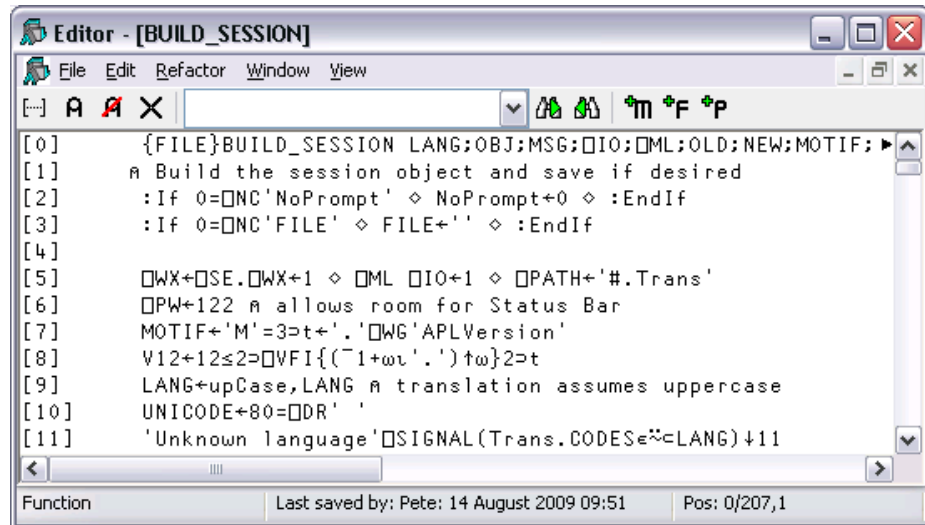 Editor - [BUILD_SESSION]
File Edit Refactor Window View
[0] {FILE}BUILD_SESSION LANG;OBJ;MSG;⎕IO;⎕ML;OLD;NEW;MOTIF;
[1] ⍝ Build the session object and save if desired
[2] :If 0=⎕NC'NoPrompt' ⋄ NoPrompt←0 ⋄ :EndIf
[3] :If 0=⎕NC'FILE' ⋄ FILE←'' ⋄ :EndIf
[4]
[5] ⎕WX←⎕SE.⎕WX←1 ⋄ ⎕ML ⎕IO←1 ⋄ ⎕PATH←'#.Trans'
[6] ⎕PW←122 ⍝ allows room for Status Bar
[7] MOTIF←'M'=3⊃t←'.'⎕WG'APLVersion'
[8] V12←12≤2⊃⎕VFI{(¯1+⍵⍳'.')↑⍵}2⊃t
[9] LANG←upCase,LANG ⍝ translation assumes uppercase
[10] UNICODE←80=⎕DR' '
[11] 'Unknown language'⎕SIGNAL(Trans.CODES∊⍨⊂LANG)↓11
Function Last saved by: Pete: 14 August 2009 09:51 Pos: 0/207,1